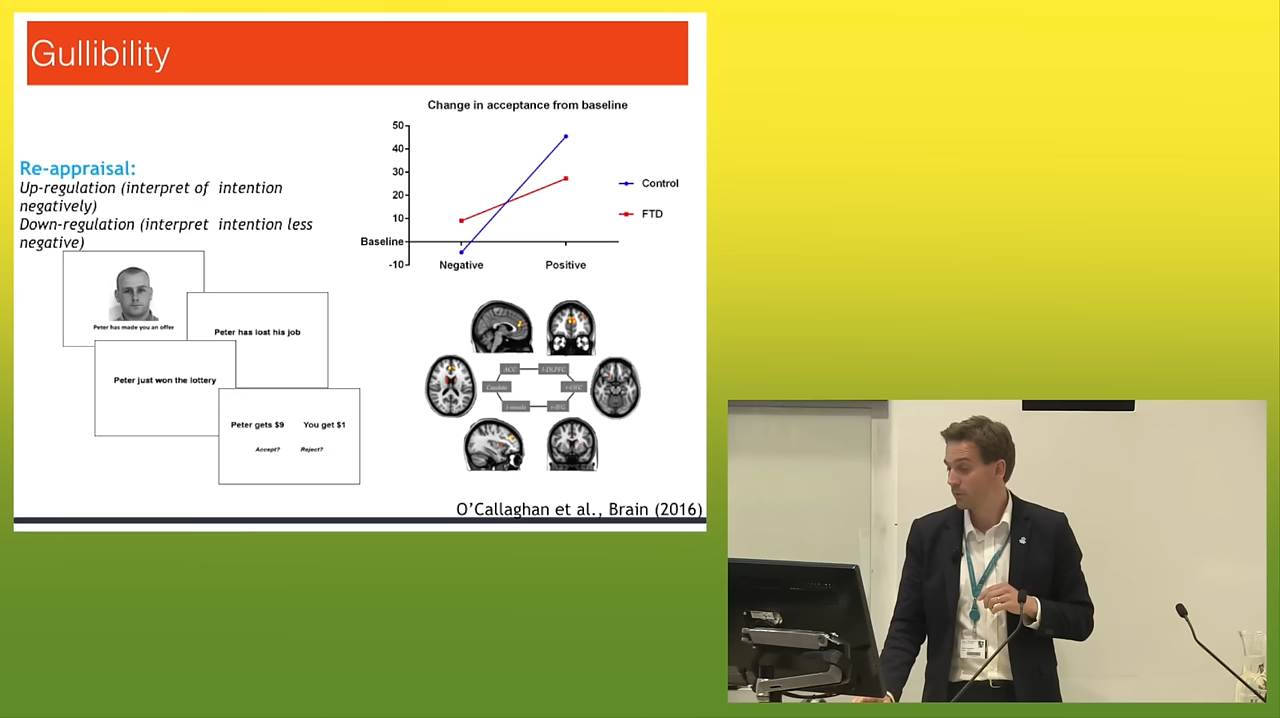 Gullibility
Re-appraisal:
Up-regulation (interpret of intention
negatively)
Down-regulation (interpret intention less
negative)
Peter has made you an offer
Peter has lost his job
Peter just won the lottery
Peter gets $9 You get $1
Accept? Reject?
Change in acceptance from baseline
50
40
30
20
10
Baseline
-10
Negative Positive
Control
FTD
ACC
Caudate
O'Callaghan et al., Brain (2016)